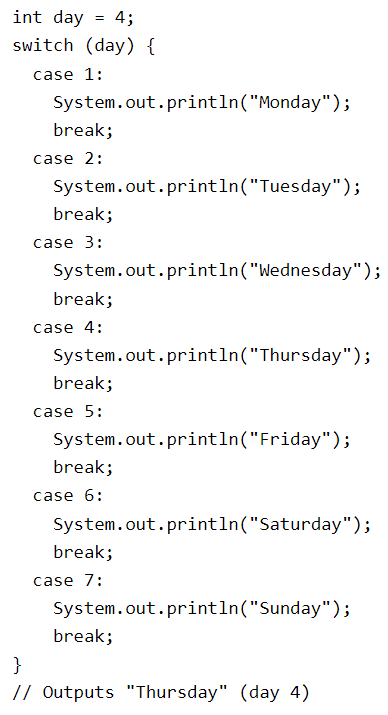 int day = 4;
switch (day) {
  case 1:
    System.out.println("Monday");
    break;
  case 2:
    System.out.println("Tuesday");
    break;
  case 3:
    System.out.println("Wednesday");
    break;
  case 4:
    System.out.println("Thursday");
    break;
  case 5:
    System.out.println("Friday");
    break;
  case 6:
    System.out.println("Saturday");
    break;
  case 7:
    System.out.println("Sunday");
    break;
}
// Outputs "Thursday" (day 4)